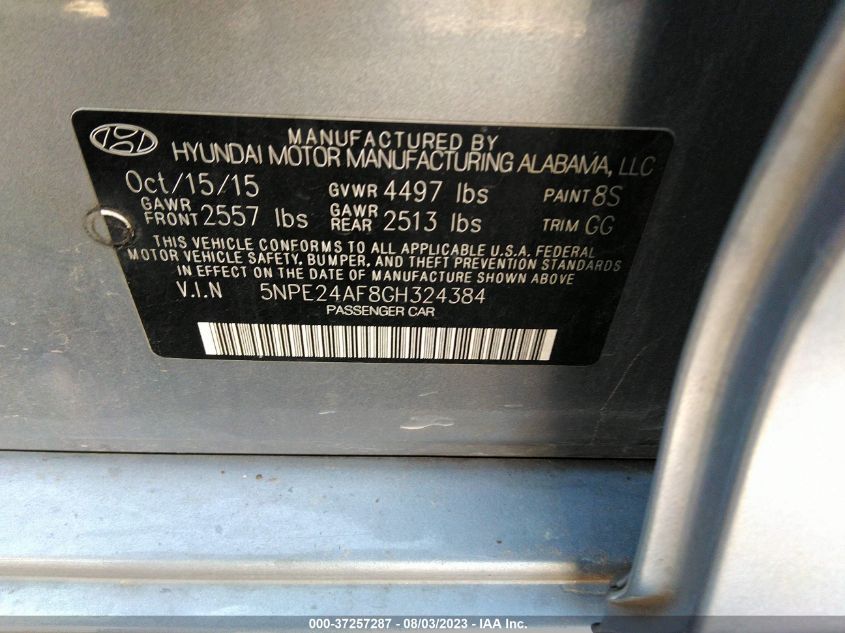 MANUFACTURED BY
HYUNDAI MOTOR MANUFACTURING ALABAMA, LLC
Oct/15/15 GVWR 4497 lbs PAINT 8S
GAWR FRONT 2557 lbs GAWR REAR 2513 lbs TRIM GG
THIS VEHICLE CONFORMS TO ALL APPLICABLE U.S.A. FEDERAL
MOTOR VEHICLE SAFETY, BUMPER, AND THEFT PREVENTION STANDARDS
IN EFFECT ON THE DATE OF MANUFACTURE SHOWN ABOVE
V.I.N 5NPE24AF8GH324384
PASSENGER CAR
000-37257287 - 08/03/2023 - IAA Inc.